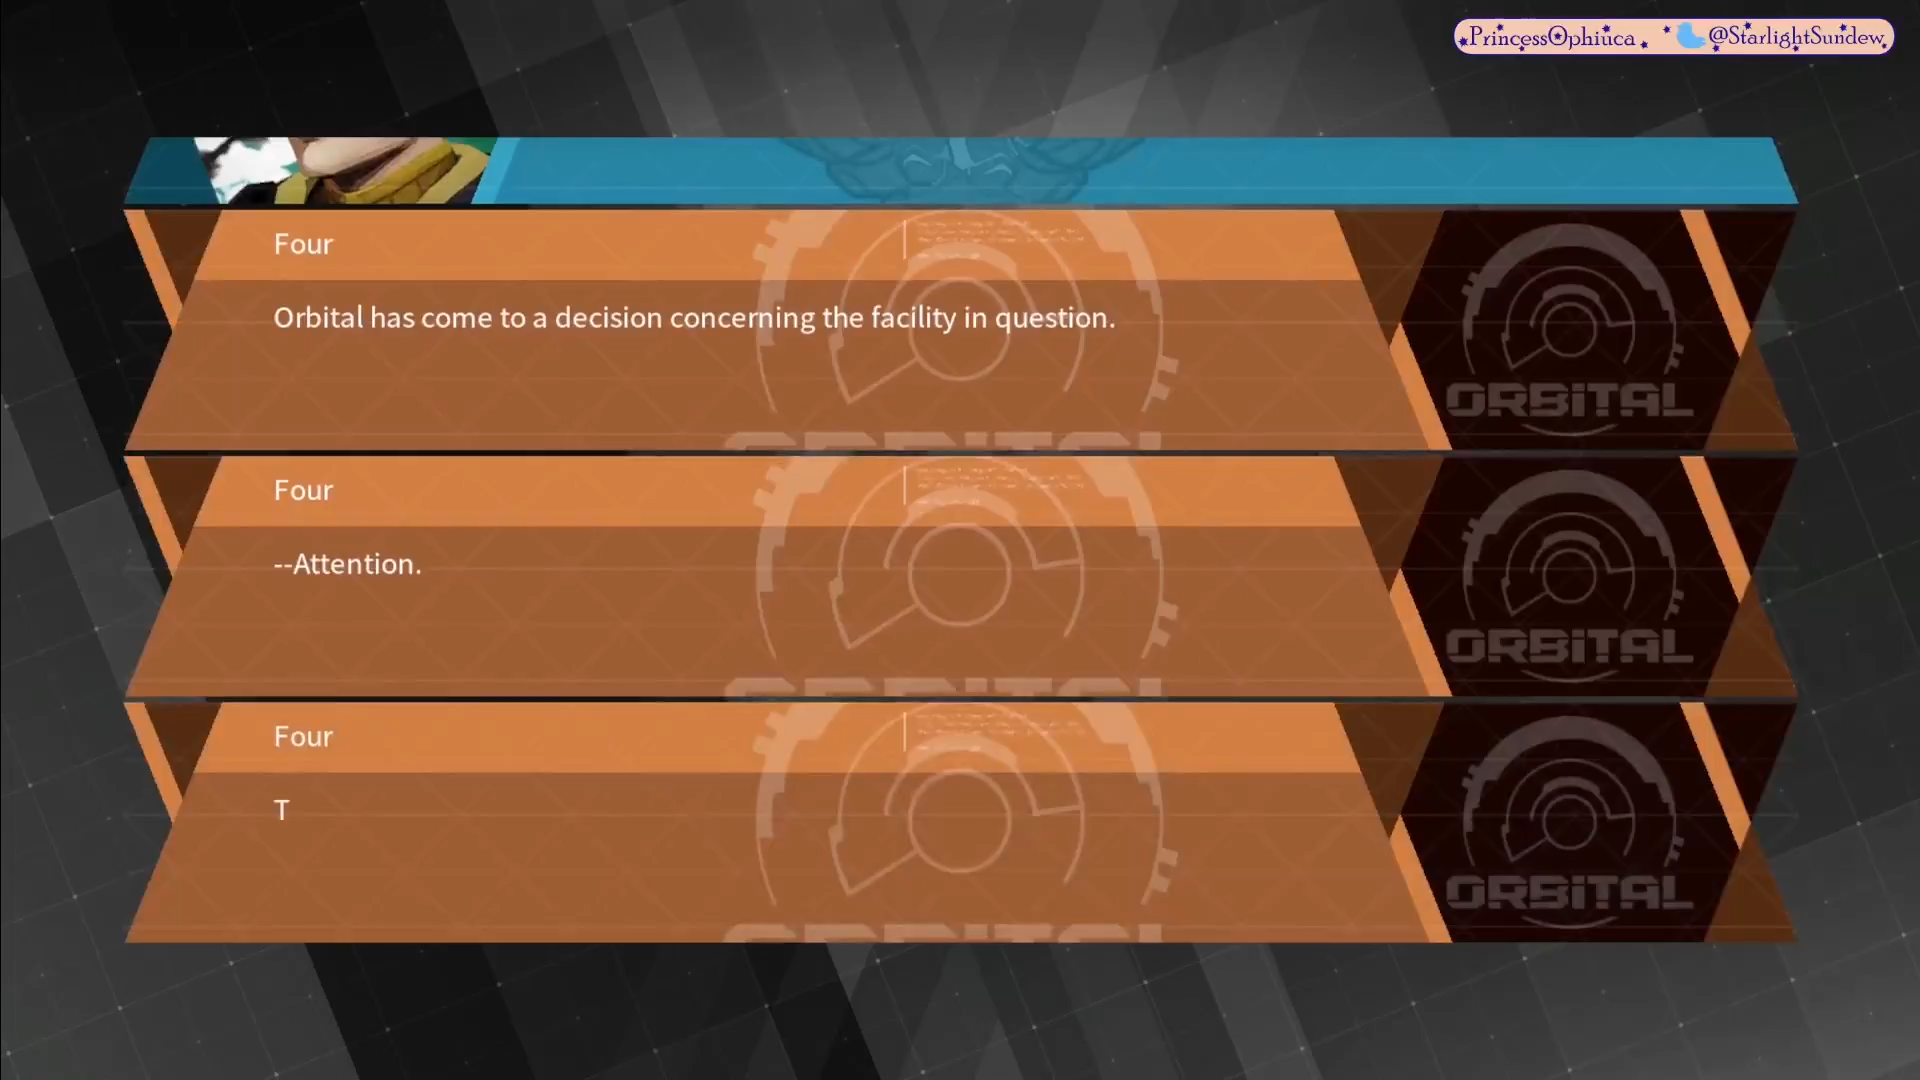 PrincessOphiuca @StarlightSundew
Four
Orbital has come to a decision concerning the facility in question.
ORBITAL
Four
--Attention.
ORBITAL
Four
T
ORBITAL